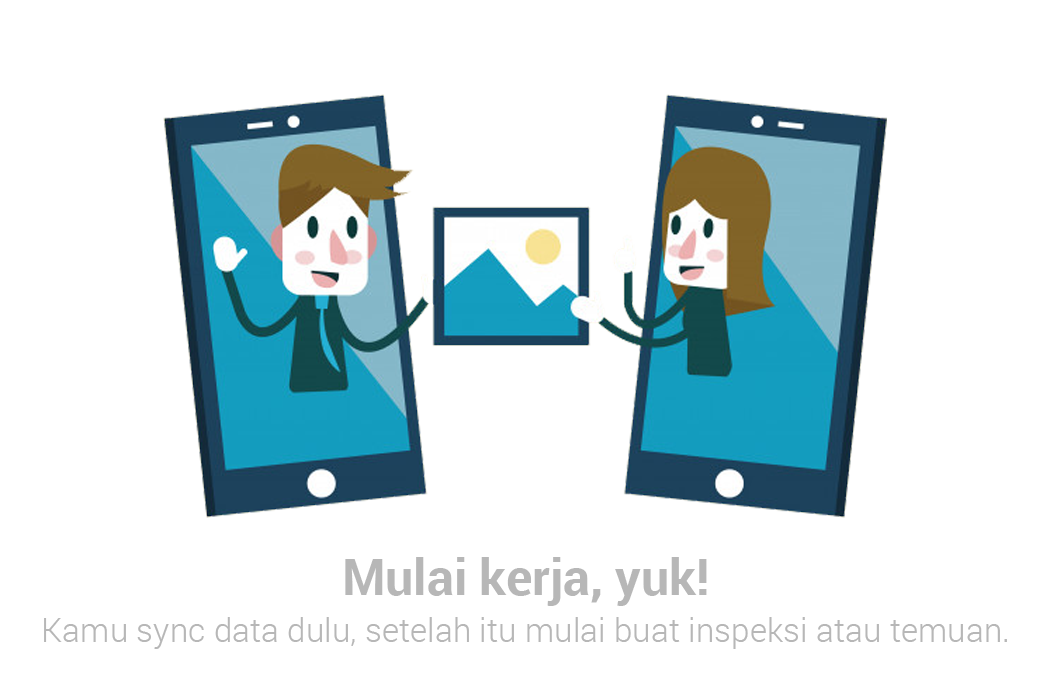 Mulai kerja, yuk!
Kamu sync data dulu, setelah itu mulai buat inspeksi atau temuan.